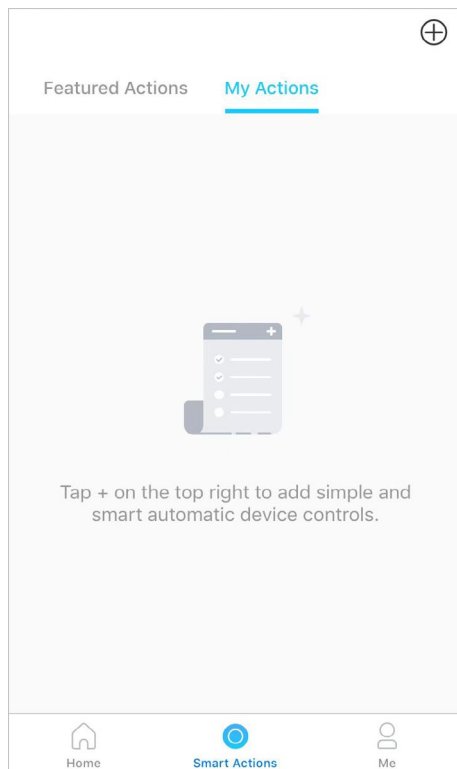 Featured Actions My Actions
Tap + on the top right to add simple and
smart automatic device controls.
Home Smart Actions Me